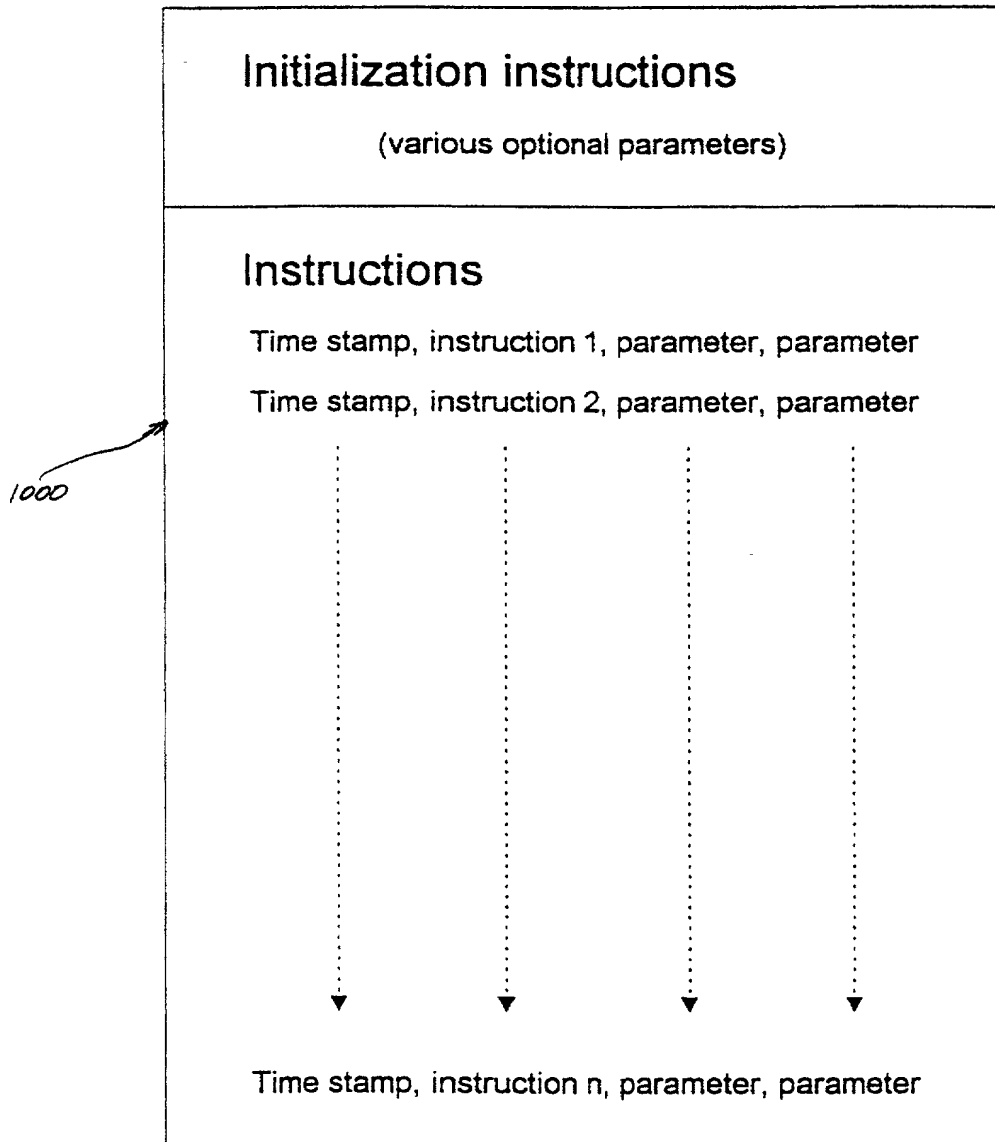 Initialization instructions
(various optional parameters)
Instructions
Time stamp, instruction 1, parameter, parameter
Time stamp, instruction 2, parameter, parameter
1000
Time stamp, instruction n, parameter, parameter